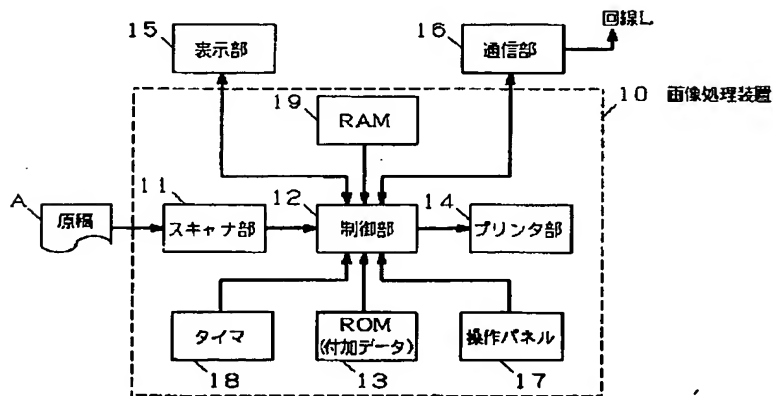 回線L
15
表示部
16
通信部
10 画像処理装置
19
RAM
A
原稿
11
スキャナ部
12
制御部
14
プリンタ部
タイマ
18
ROM
(付加データ)
13
操作パネル
17